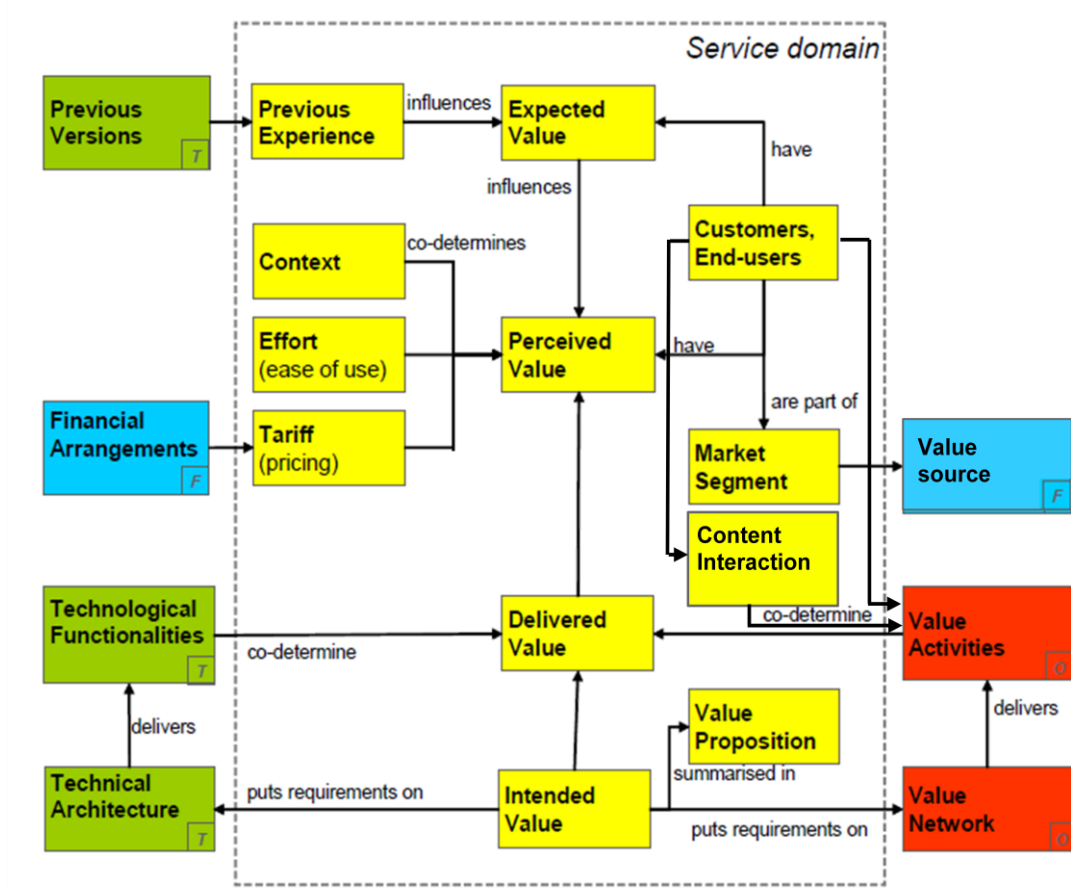 Service domain
Previous
Versions
T
Previous
Experience
influences
Expected
Value
have
influences
Customers,
End-users
Context
co-determines
Effort
(ease of use)
Perceived
Value
have
are part of
Financial
Arrangements
F
Tariff
(pricing)
Market
Segment
Value
source
F
Content
Interaction
Technological
Functionalities
T
co-determine
Delivered
Value
co-determine
Value
Activities
O
delivers
Value
Proposition
summarised in
delivers
Technical
Architecture
T
puts requirements on
Intended
Value
puts requirements on
Value
Network
O